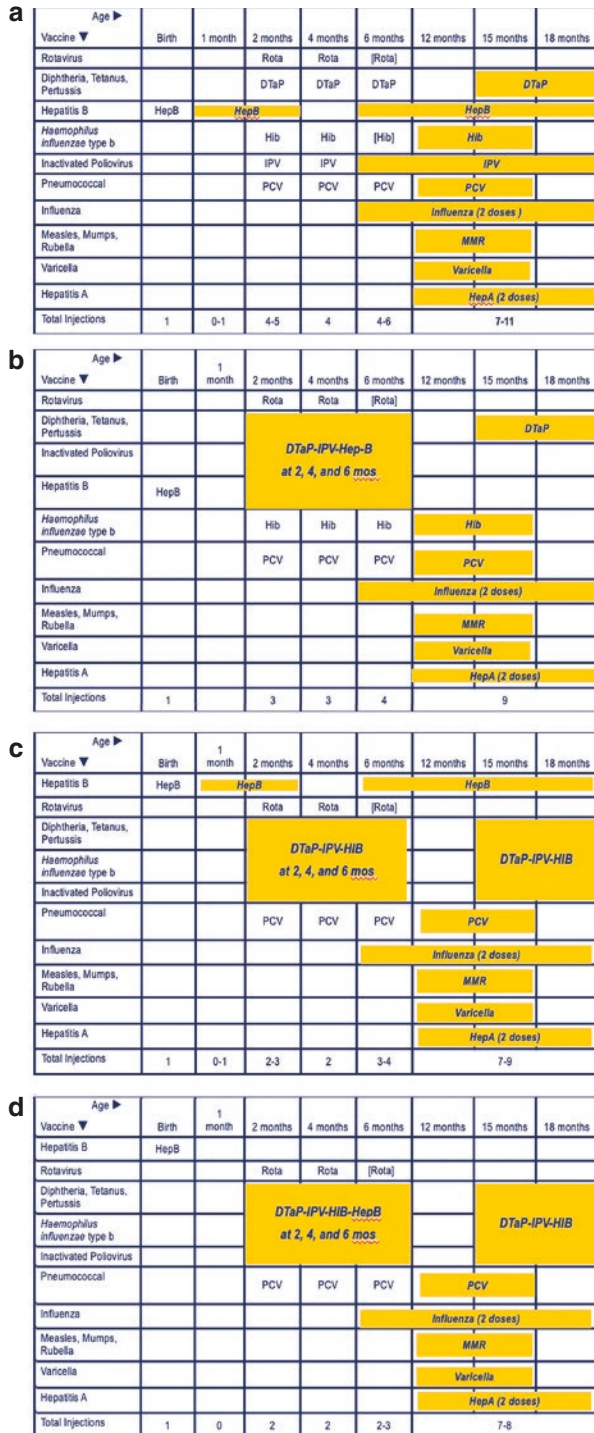 a
Age ▶
Vaccine ▼ Birth 1 month 2 months 4 months 6 months 12 months 15 months 18 months
Rotavirus Rota Rota [Rota]
Diphtheria, Tetanus,
Pertussis DTaP DTaP DTaP DTaP
Hepatitis B HepB HepB HepB
Haemophilus
influenzae type b Hib Hib [Hib] Hib
Inactivated Poliovirus IPV IPV IPV
Pneumococcal PCV PCV PCV PCV
Influenza Influenza (2 doses )
Measles, Mumps,
Rubella MMR
Varicella Varicella
Hepatitis A HepA (2 doses)
Total Injections 1 0-1 4-5 4 4-6 7-11
b
Age ▶
Vaccine ▼ Birth 1
month 2 months 4 months 6 months 12 months 15 months 18 months
Rotavirus Rota Rota [Rota]
Diphtheria, Tetanus,
Pertussis DTaP
Inactivated Poliovirus
DTaP-IPV-Hep-B
at 2, 4, and 6 mos
Hepatitis B HepB
Haemophilus
influenzae type b Hib Hib Hib Hib
Pneumococcal PCV PCV PCV PCV
Influenza Influenza (2 doses)
Measles, Mumps,
Rubella MMR
Varicella Varicella
Hepatitis A HepA (2 doses)
Total Injections 1 3 3 4 9
c
Age ▶
Vaccine ▼ Birth 1
month 2 months 4 months 6 months 12 months 15 months 18 months
Hepatitis B HepB HepB HepB
Rotavirus Rota Rota [Rota]
Diphtheria, Tetanus,
Pertussis
Haemophilus
influenzae type b
Inactivated Poliovirus
DTaP-IPV-HIB
at 2, 4, and 6 mos
DTaP-IPV-HIB
Pneumococcal PCV PCV PCV PCV
Influenza Influenza (2 doses)
Measles, Mumps,
Rubella MMR
Varicella Varicella
Hepatitis A HepA (2 doses)
Total Injections 1 0-1 2-3 2 3-4 7-9
d
Age ▶
Vaccine ▼ Birth 1
month 2 months 4 months 6 months 12 months 15 months 18 months
Hepatitis B HepB
Rotavirus Rota Rota [Rota]
Diphtheria, Tetanus,
Pertussis
Haemophilus
influenzae type b
Inactivated Poliovirus
DTaP-IPV-HIB-HepB
at 2, 4, and 6 mos
DTaP-IPV-HIB
Pneumococcal PCV PCV PCV PCV
Influenza Influenza (2 doses)
Measles, Mumps,
Rubella MMR
Varicella Varicella
Hepatitis A HepA (2 doses)
Total Injections 1 0 2 2 2-3 7-8